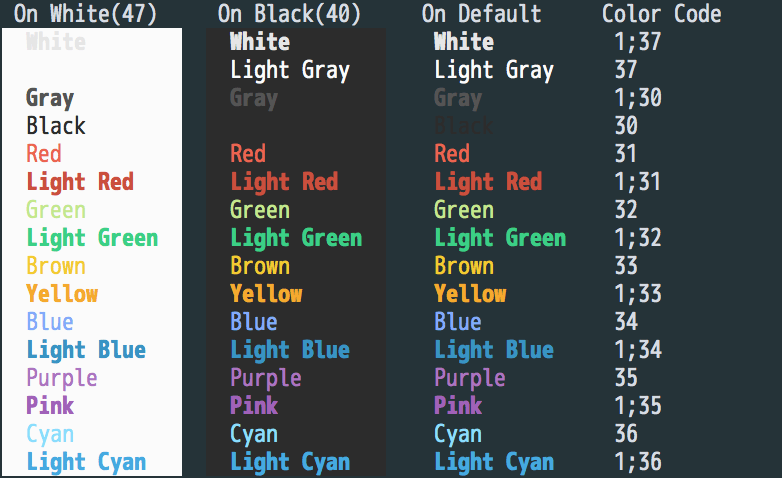 On White(47) On Black(40) On Default Color Code
White White White 1;37
Light Gray Light Gray 37
Gray Gray Gray 1;30
Black Black 30
Red Red Red 31
Light Red Light Red Light Red 1;31
Green Green Green 32
Light Green Light Green Light Green 1;32
Brown Brown Brown 33
Yellow Yellow Yellow 1;33
Blue Blue Blue 34
Light Blue Light Blue Light Blue 1;34
Purple Purple Purple 35
Pink Pink Pink 1;35
Cyan Cyan Cyan 36
Light Cyan Light Cyan Light Cyan 1;36